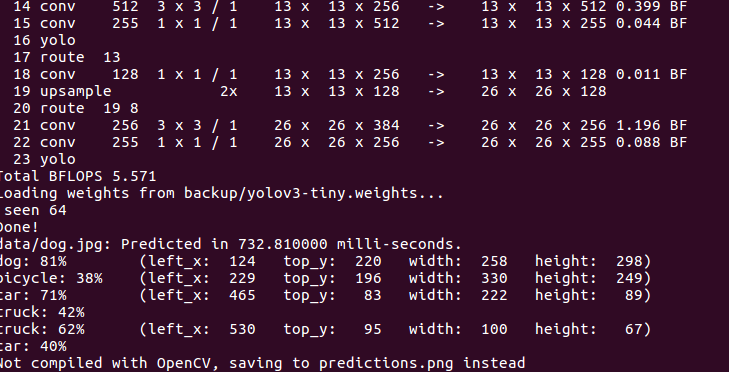 14 conv 512 3 x 3 / 1 13 x 13 x 256 -> 13 x 13 x 512 0.399 BF
15 conv 255 1 x 1 / 1 13 x 13 x 512 -> 13 x 13 x 255 0.044 BF
16 yolo
17 route 13
18 conv 128 1 x 1 / 1 13 x 13 x 256 -> 13 x 13 x 128 0.011 BF
19 upsample 2x 13 x 13 x 128 -> 26 x 26 x 128
20 route 19 8
21 conv 256 3 x 3 / 1 26 x 26 x 384 -> 26 x 26 x 256 1.196 BF
22 conv 255 1 x 1 / 1 26 x 26 x 256 -> 26 x 26 x 255 0.088 BF
23 yolo
Total BFLOPS 5.571
Loading weights from backup/yolov3-tiny.weights...
seen 64
Done!
data/dog.jpg: Predicted in 732.810000 milli-seconds.
dog: 81% (left_x: 124 top_y: 220 width: 258 height: 298)
bicycle: 38% (left_x: 229 top_y: 196 width: 330 height: 249)
car: 71% (left_x: 465 top_y: 83 width: 222 height: 89)
truck: 42%
truck: 62% (left_x: 530 top_y: 95 width: 100 height: 67)
car: 40%
Not compiled with OpenCV, saving to predictions.png instead